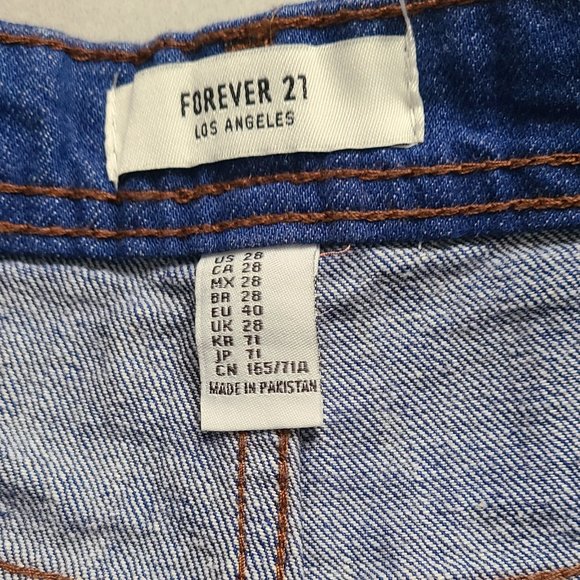 FOREVER 21
LOS ANGELES
US 28
CA 28
MX 28
BR 28
EU 40
UK 28
KR 71
JP 71
CN 165/71A
MADE IN PAKISTAN